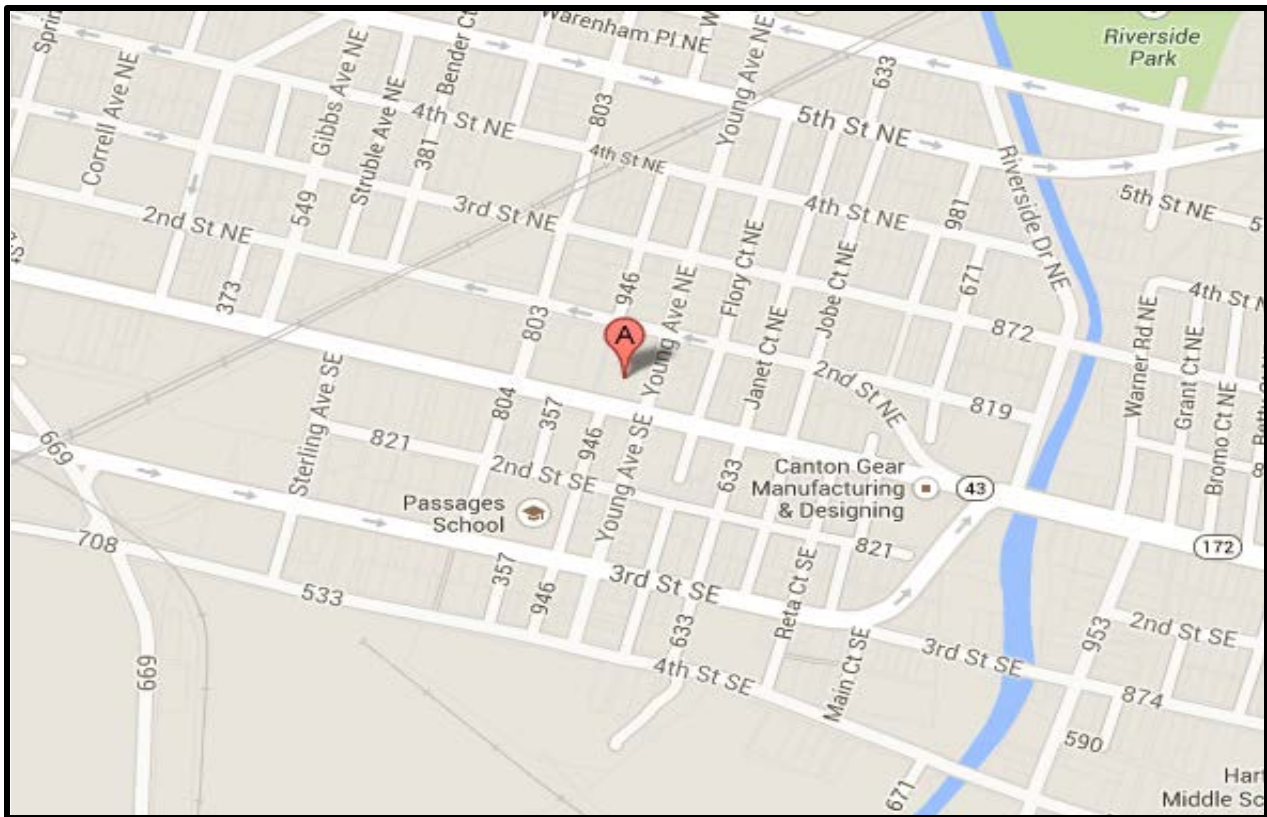 Warenham Pl NE
Riverside
Park
Correll Ave NE
Gibbs Ave NE
Struble Ave NE
Bender Ct
381
549
373
2nd St NE
4th St NE
3rd St NE
803
4th St NE
Young Ave NE
633
5th St NE
4th St NE
981
671
Riverside Dr NE
5th St NE
5
4th St N
872
Flory Ct NE
Jobe Ct NE
Janet Ct NE
946
Young Ave NE
803
A
2nd St NE
819
Warner Rd NE
Grant Ct NE
Bromo Ct NE
8
804
357
946
Sterling Ave SE
821
2nd St SE
Young Ave SE
633
Canton Gear
Manufacturing
& Designing
43
172
Passages
School
669
708
533
669
357
946
3rd St SE
633
821
Reta Ct SE
Main Ct SE
4th St SE
3rd St SE
953
2nd St SE
874
590
671
Middle Sc